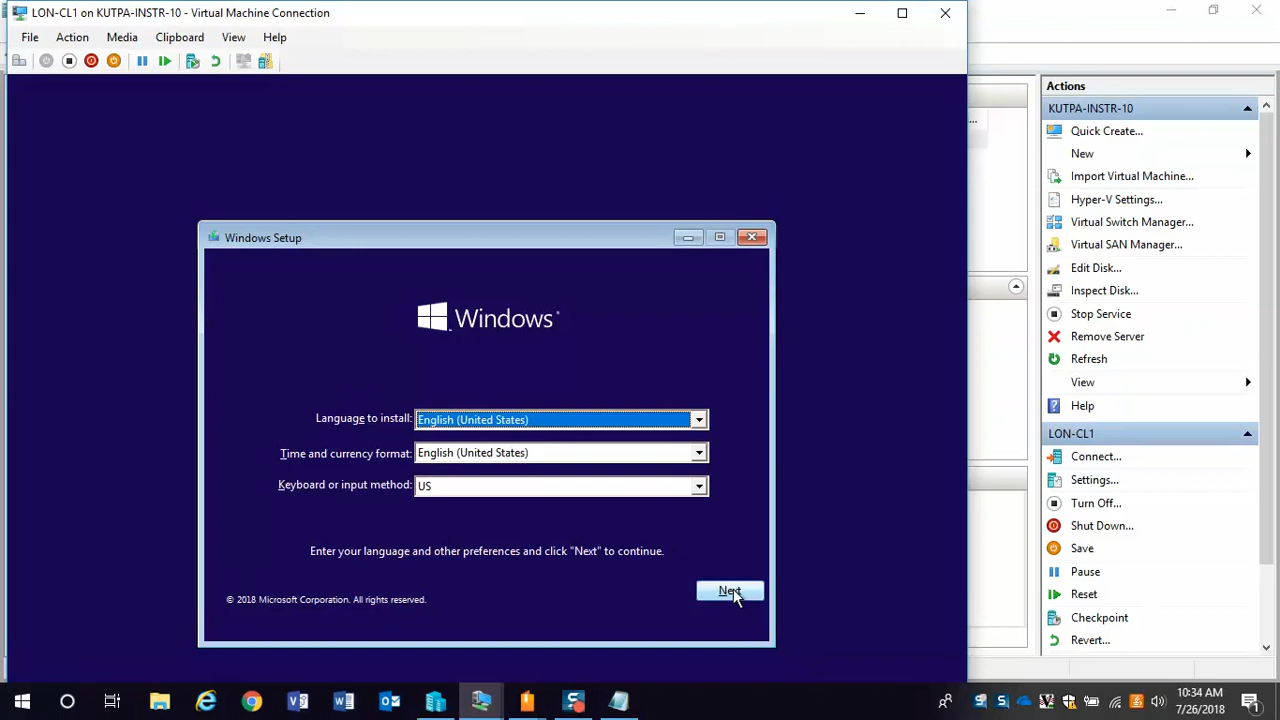 LON-CL1 on KUTPA-INSTR-10 - Virtual Machine Connection
File Action Media Clipboard View Help
Windows Setup
Windows
Language to install: English (United States)
Time and currency format: English (United States)
Keyboard or input method: US
Enter your language and other preferences and click "Next" to continue.
Next
© 2018 Microsoft Corporation. All rights reserved.
...
Actions
KUTPA-INSTR-10
Quick Create...
New
Import Virtual Machine...
Hyper-V Settings...
Virtual Switch Manager...
Virtual SAN Manager...
Edit Disk...
Inspect Disk...
Stop Service
Remove Server
Refresh
View
Help
LON-CL1
Connect...
Settings...
Turn Off...
Shut Down...
Save
Pause
Reset
Checkpoint
Revert...
10:34 AM
7/26/2018